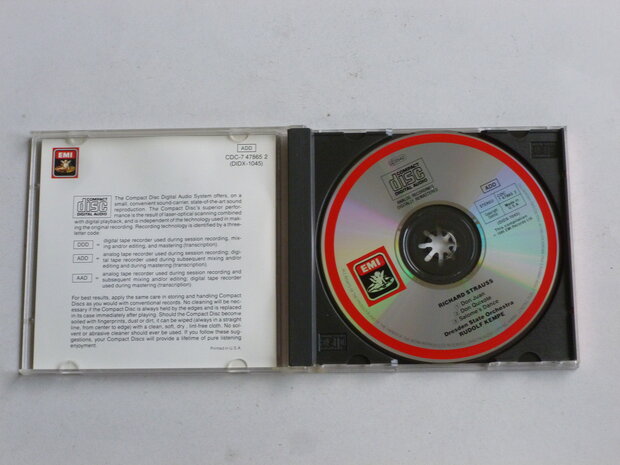 EMI
ADD
CDC-7 47865 2
(DIDX-1045)
COMPACT
disc
DIGITAL AUDIO
The Compact Disc Digital Audio System offers, on a
small, convenient sound-carrier, state-of-the-art sound
reproduction. The Compact Disc's superior perfor-
mance is the result of laser-optical scanning combined
with digital playback, and is independent of the technology used in mak-
ing the original recording. Recording technology is identified by a three-
letter code:
DDD = digital tape recorder used during session recording, mix-
ing and/or editing, and mastering (transcription).
ADD = analog tape recorder used during session recording; digi-
tal tape recorder used during subsequent mixing and/or
editing and during mastering (transcription).
AAD = analog tape recorder used during session recording and
subsequent mixing and/or editing; digital tape recorder
used during mastering (transcription).
For best results, apply the same care in storing and handling Compact
Discs as you would with conventional records. No cleaning will be nec-
essary if the Compact Disc is always held by the edges and is replaced
in its case immediately after playing. Should the Compact Disc become
soiled with fingerprints, dust or dirt, it can be wiped (always in a straight
line, from center to edge) with a clean, soft, dry, lint-free cloth. No sol-
vent or abrasive cleaner should ever be used. If you follow these sug-
gestions, your Compact Discs will provide a lifetime of pure listening
enjoyment.
Printed in U.S.A.
COMPACT
disc
DIGITAL AUDIO
DIGITALLY REMASTERED
ADD
STEREO
EMI
RICHARD STRAUSS
Don Juan
Don Quixote
Salome's Dance
Dresden State Orchestra
RUDOLF KEMPE